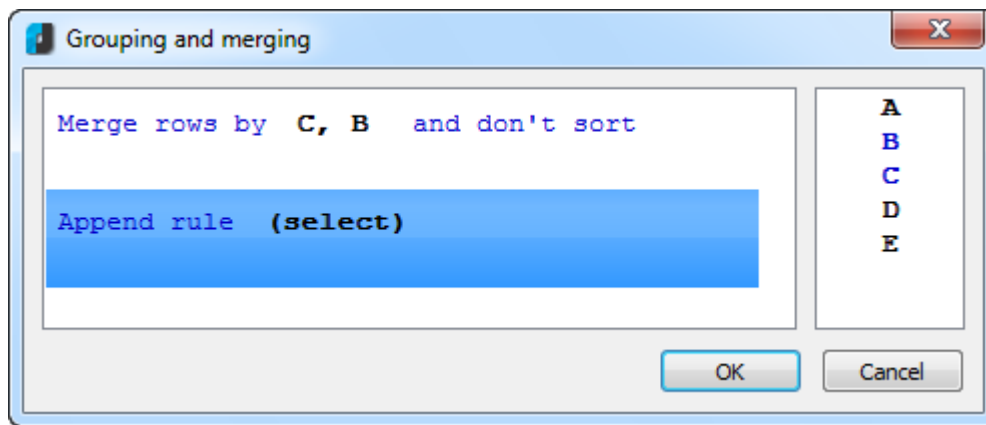 Grouping and merging
Merge rows by C, B and don't sort
Append rule (select)
A
B
C
D
E
OK Cancel